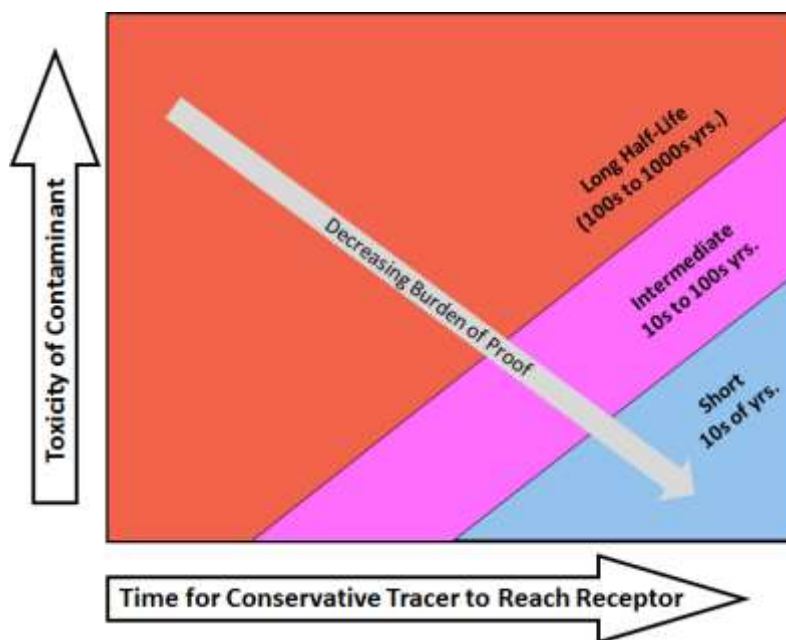 Toxicity of Contaminant
Long Half-Life
(100s to 1000s yrs.)
Decreasing Burden of Proof
Intermediate
10s to 100s yrs.
Short
10s of yrs.
Time for Conservative Tracer to Reach Receptor